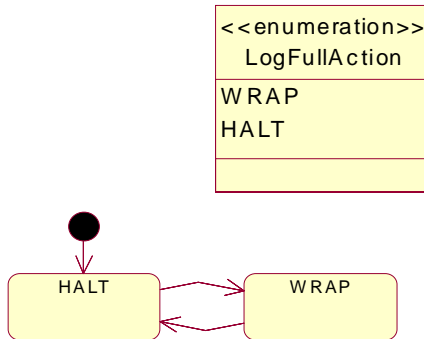 <<enumeration>>
LogFullAction
WRAP
HALT
HALT
WRAP